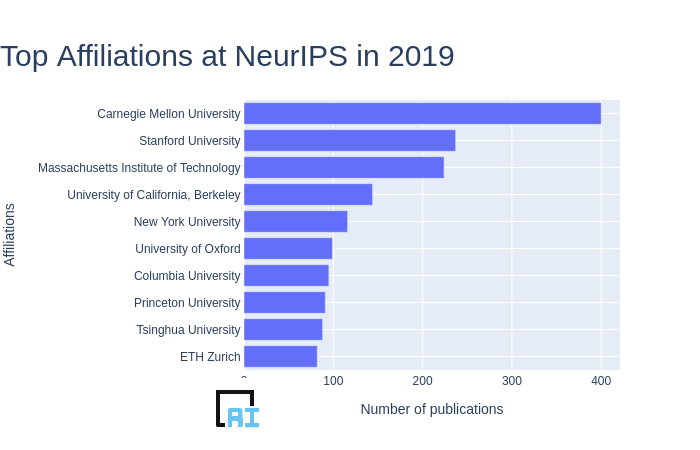 Top Affiliations at NeurIPS in 2019
Affiliations
Carnegie Mellon University
Stanford University
Massachusetts Institute of Technology
University of California, Berkeley
New York University
University of Oxford
Columbia University
Princeton University
Tsinghua University
ETH Zurich
100 200 300 400
Number of publications
AI